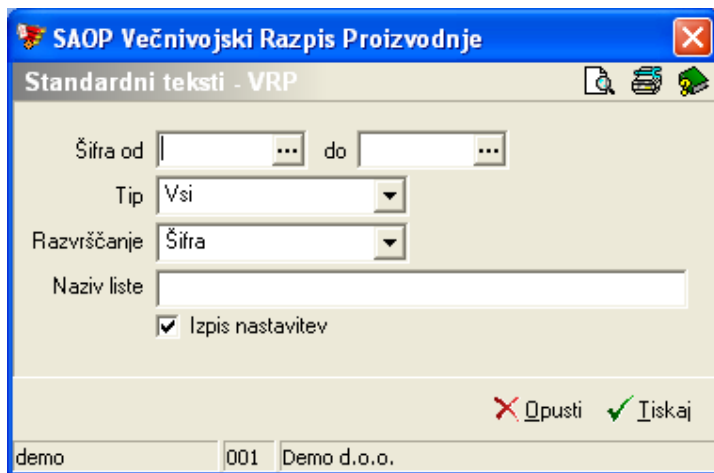 SAOP Večnivojski Razpis Proizvodnje
Standardni teksti - VRP
Šifra od ... do ...
Tip Vsi
Razvrščanje Šifra
Naziv liste
Izpis nastavitev
Opusti Tiskaj
demo 001 Demo d.o.o.